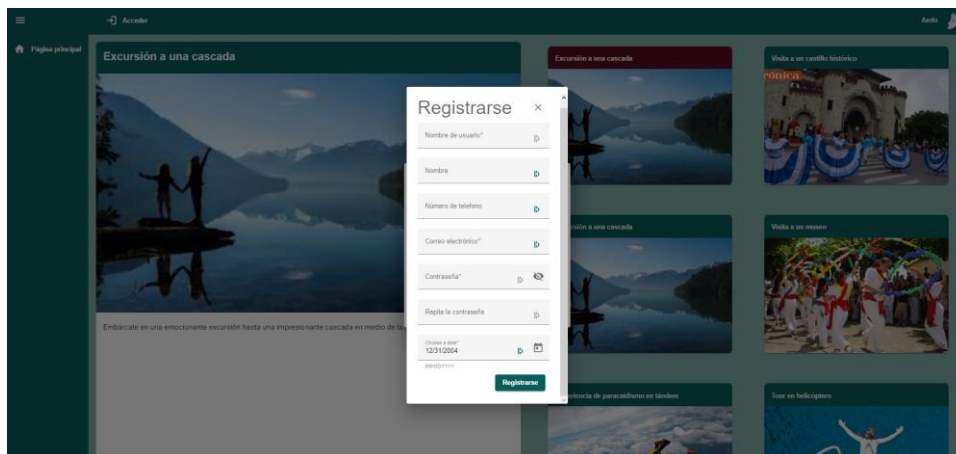 Acceder
Aedo
Página principal
Excursión a una cascada
Embárcate en una emocionante excursión hasta una impresionante cascada en medio de la
Registrarse
Nombre de usuario*
Nombre
Número de telefono
Correo electrónico*
Contraseña*
Repita la contraseña
Choose a date*
12/31/2004
MM/DD/YYYY
Registrarse
Excursión a una cascada
Visita a un castillo histórico
rónica
rsión a una cascada
Visita a un museo
eriencia de paracaidismo en tándem
Tour en helicóptero